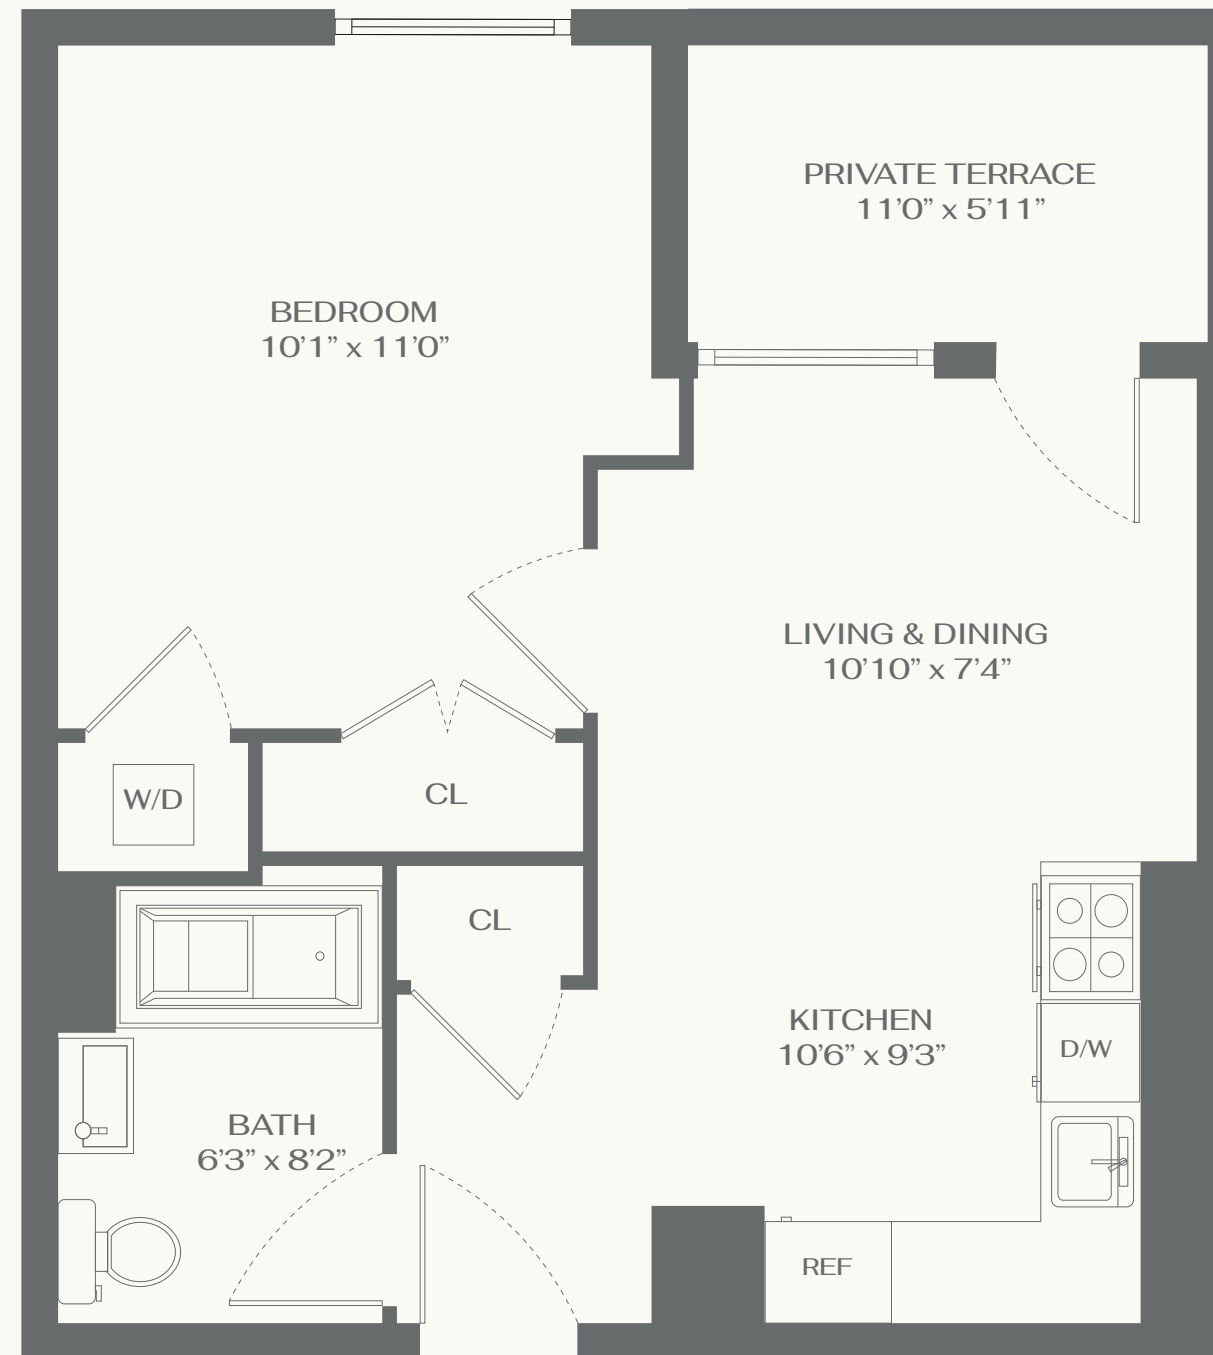 PRIVATE TERRACE
11’0” x 5’11”
BEDROOM
10’1” x 11’0”
LIVING & DINING
10’10” x 7’4”
W/D
CL
CL
KITCHEN
10’6” x 9’3”
D/W
BATH
6’3” x 8’2”
REF